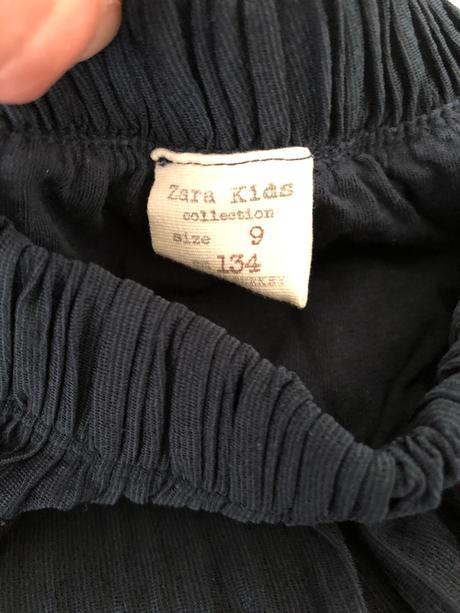 Zara Kids
collection
size 9
134